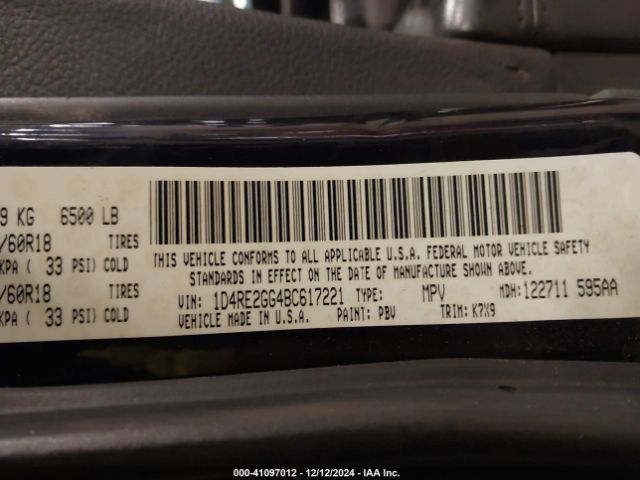 9 KG 6500 LB
/60R18 TIRES
KPA ( 33 PSI) COLD
/60R18 TIRES
KPA ( 33 PSI) COLD
THIS VEHICLE CONFORMS TO ALL APPLICABLE U.S.A. FEDERAL MOTOR VEHICLE SAFETY
STANDARDS IN EFFECT ON THE DATE OF MANUFACTURE SHOWN ABOVE.
VIN: 1D4RE2GG4BC617221 TYPE: MPV MDH: 122711 595AA
VEHICLE MADE IN U.S.A. PAINT: PBV TRIM: K7X9
000-41097012 - 12/12/2024 - IAA Inc.